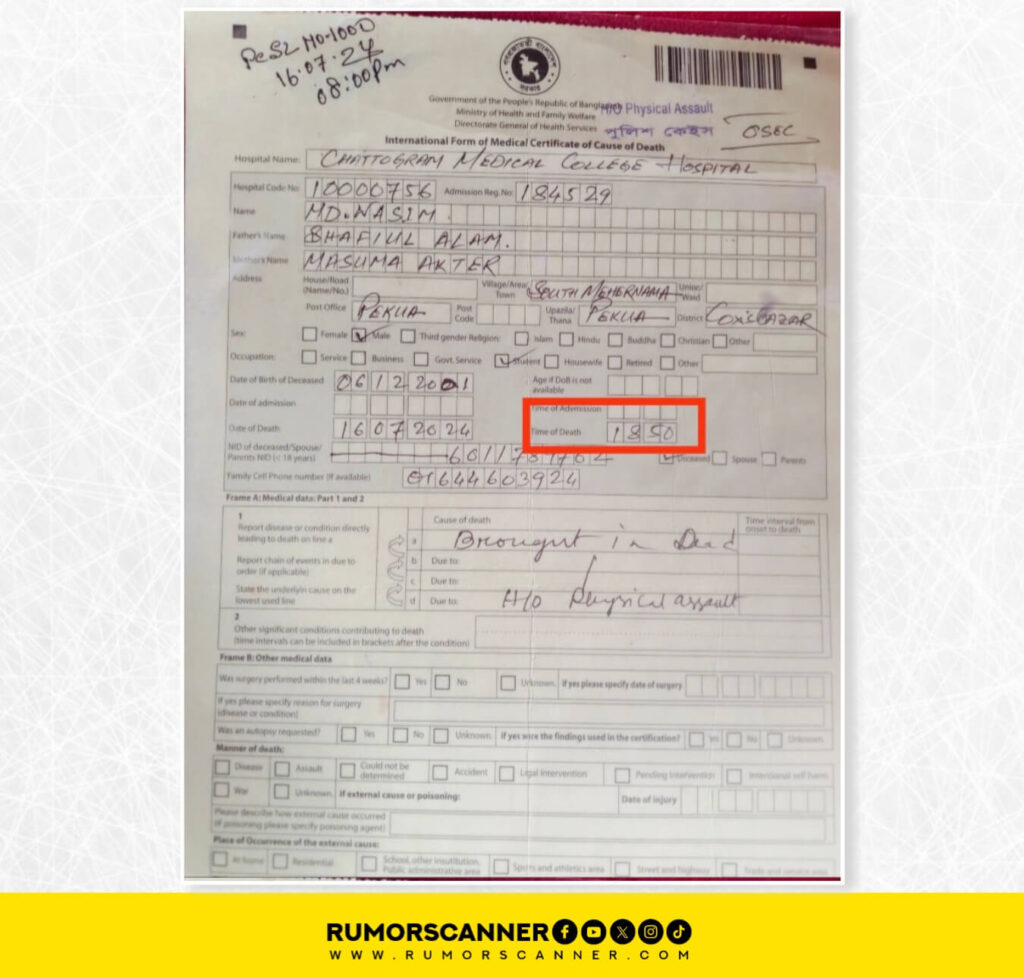 PCSL NO-1000
16.07.24
08:00pm
গণপ্রজাতন্ত্রী বাংলাদেশ
সরকার
Government of the People's Republic of Bangladesh
H/O Physical Assault
Ministry of Health and Family Welfare
Directorate General of Health Services
পুলিশ কেইস
OSEC
International Form of Medical Certificate of Cause of Death
Hospital Name: CHATTOGRAM MEDICAL COLLEGE HOSPITAL
Hospital Code No: 10000756 Admission Reg. No: 184529
Name MD. NASIM.
Father's Name SHAFIUL ALAM.
Mother's Name MASUMA AKTER
Address House/Road (Name/No.) Village/Area/Town SOUTH MEHERNAMA Union/Ward
Post Office PEKUA Post Code Upazila/Thana PEKUA District COX'S BAZAR
Sex: Female Male Third gender Religion: Islam Hindu Buddha Christian Other
Occupation: Service Business Govt. Service Student Housewife Retired Other
Date of Birth of Deceased 06122001 Age if DoB is not available
Date of admission Time of Admission
Date of Death 16072024 Time of Death 1850
NID of deceased/Spouse/Parents NID (< 18 years) Deceased Spouse Parents
Family Cell Phone number (if available) 01644603924
Frame A: Medical data: Part 1 and 2
1
Report disease or condition directly leading to death on line a
Report chain of events in due to order (if applicable)
State the underlyin cause on the lowest used line
Cause of death
Time interval from onset to death
a Brought in Dead
b Due to:
c Due to:
d Due to: H/O Physical assault
2
Other significant conditions contributing to death
(time intervals can be included in brackets after the condition)
Frame B: Other medical data
Was surgery performed within the last 4 weeks? Yes No Unknown If yes please specify date of surgery
If yes please specify reason for surgery (disease or condition)
Was an autopsy requested? Yes No Unknown If yes were the findings used in the certification? Yes No Unknown
Manner of death:
Disease Assault Could not be determined Accident Legal intervention Pending Intervention Intentional self harm
War Unknown If external cause or poisoning: Date of injury
Please describe how external cause occurred
(if poisoning please specify poisoning agent)
Place of Occurrence of the external cause:
At home Residential School, other insutitution, Public administrative area Sports and athletics area Street and highway Trade and service area
RUMORSCANNER
WWW.RUMORSCANNER.COM